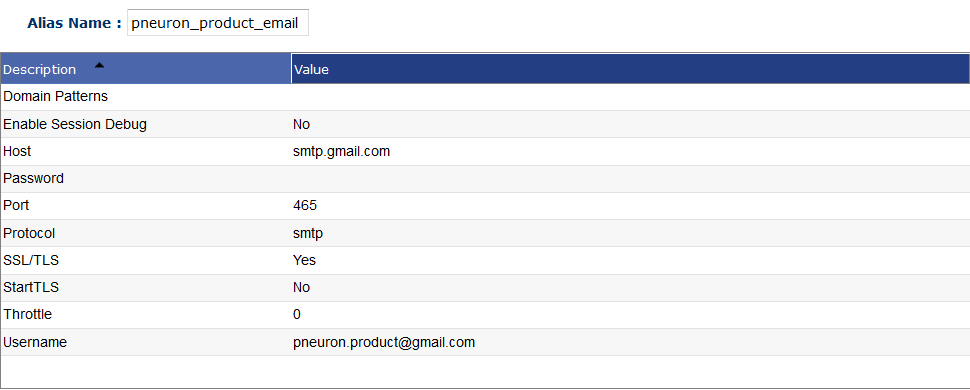 Alias Name : pneuron_product_email
Description Value
Domain Patterns
Enable Session Debug No
Host smtp.gmail.com
Password
Port 465
Protocol smtp
SSL/TLS Yes
StartTLS No
Throttle 0
Username pneuron.product@gmail.com